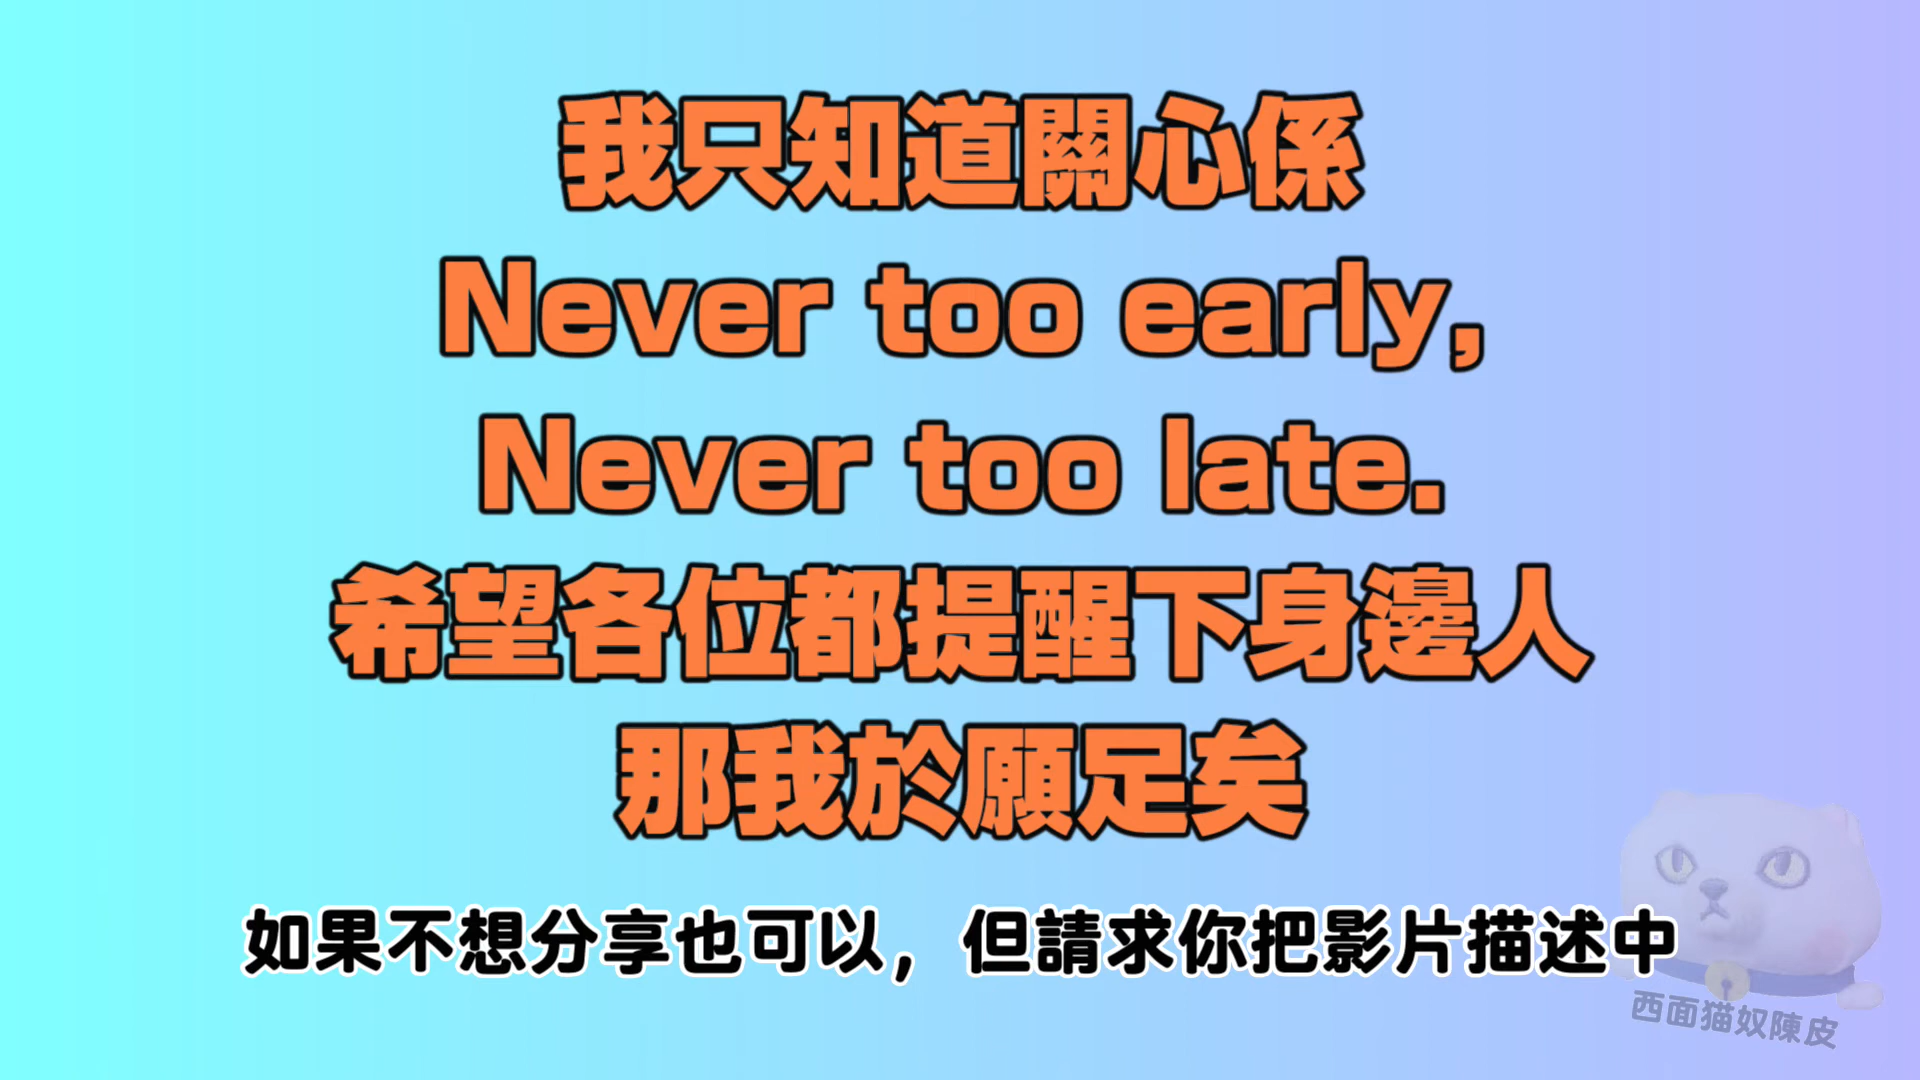 我只知道關心係
Never too early,
Never too late.
希望各位都提醒下身邊人
那我於願足矣
如果不想分享也可以，但請求你把影片描述中
西面猫奴陳皮